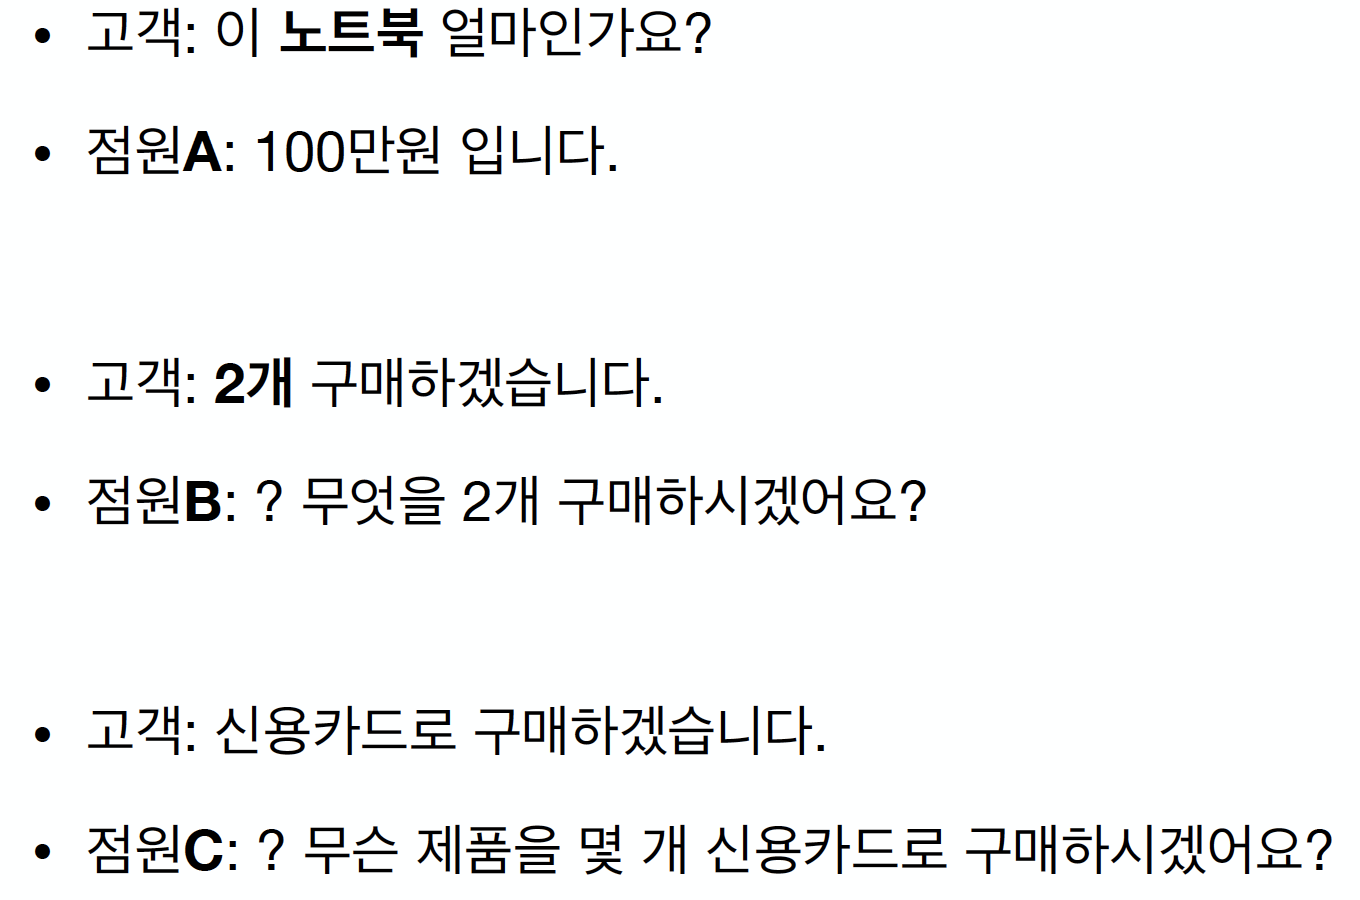 • 고객: 이 노트북 얼마인가요?
• 점원A: 100만원 입니다.
• 고객: 2개 구매하겠습니다.
• 점원B: ? 무엇을 2개 구매하시겠어요?
• 고객: 신용카드로 구매하겠습니다.
• 점원C: ? 무슨 제품을 몇 개 신용카드로 구매하시겠어요?